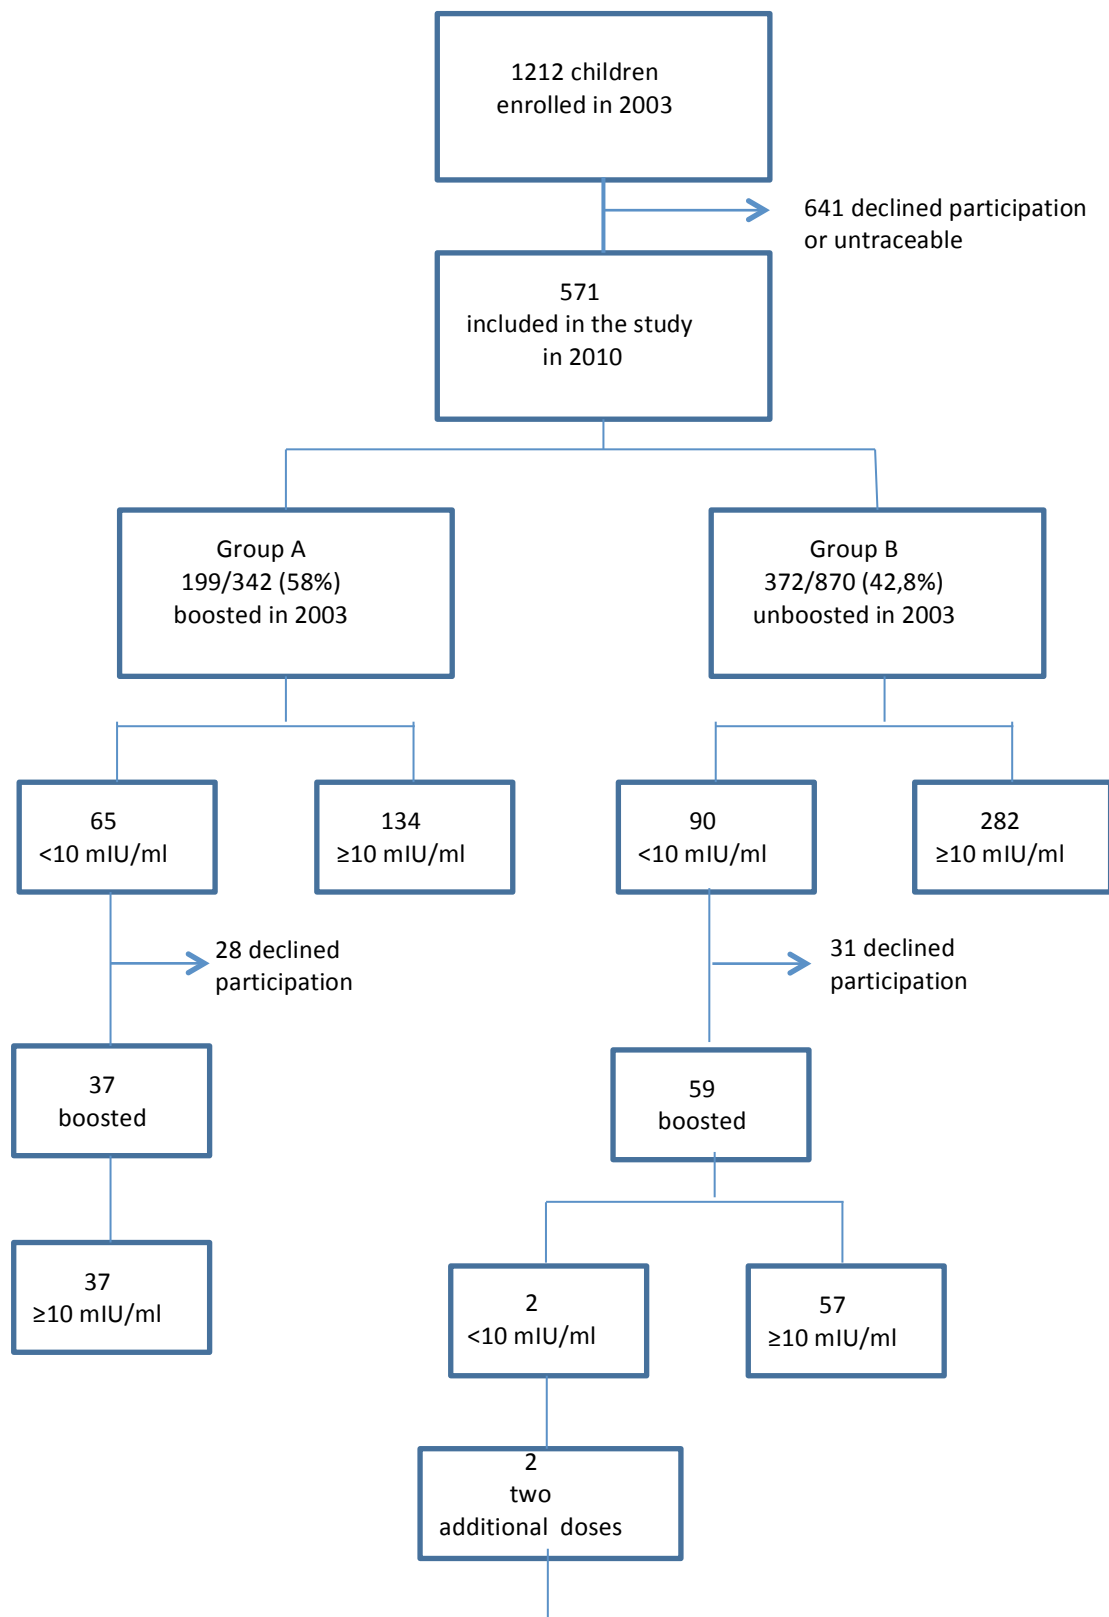 1212 children
enrolled in 2003
641 declined participation
or untraceable
571
included in the study
in 2010
Group A
199/342 (58%)
boosted in 2003
Group B
372/870 (42,8%)
unboosted in 2003
65
<10 mIU/ml
134
≥10 mIU/ml
90
<10 mIU/ml
282
≥10 mIU/ml
28 declined
participation
31 declined
participation
37
boosted
59
boosted
37
≥10 mIU/ml
2
<10 mIU/ml
57
≥10 mIU/ml
2
two
additional doses